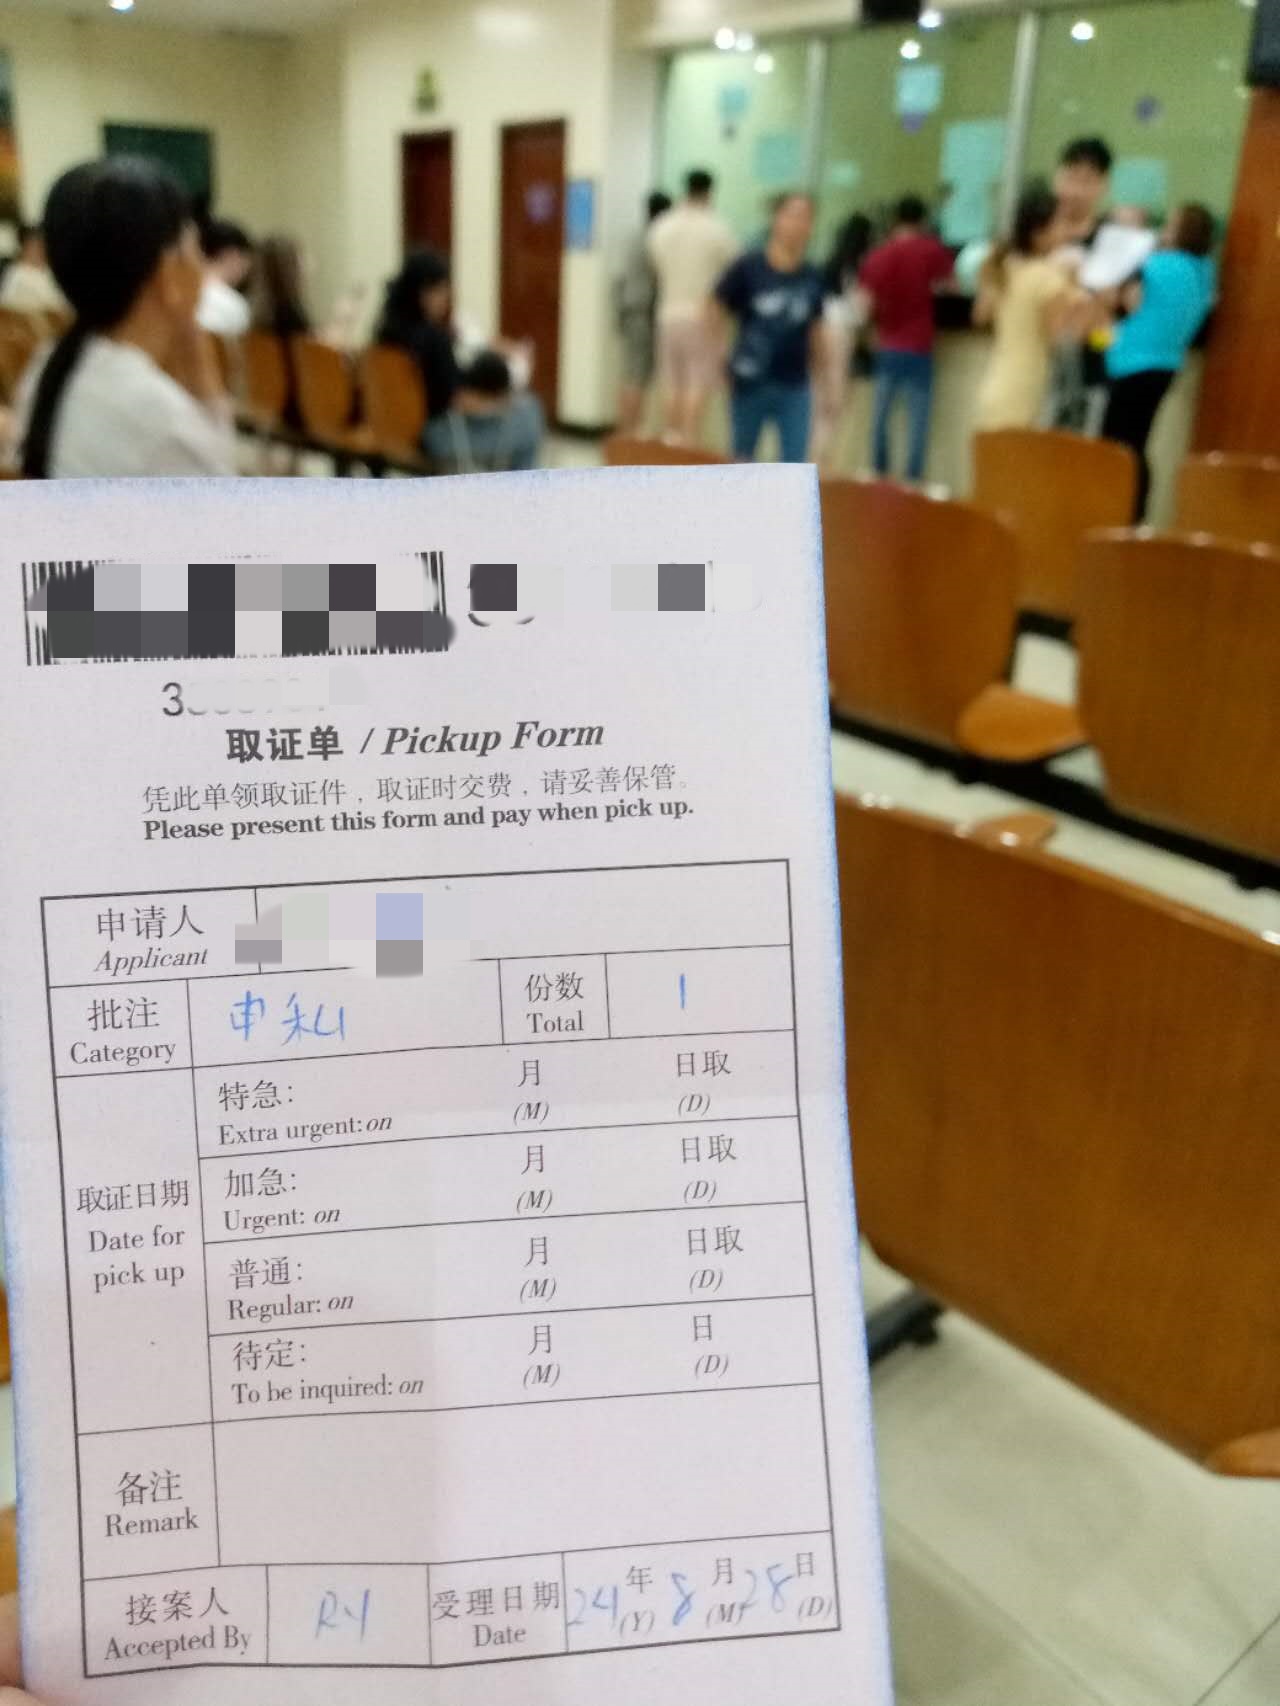 3
取证单 / Pickup Form
凭此单领取证件，取证时交费，请妥善保管。
Please present this form and pay when pick up.
申请人
Applicant
批注
Category
申私
份数
Total
1
取证日期
Date for
pick up
特急： 月 日取
Extra urgent: on (M) (D)
加急： 月 日取
Urgent: on (M) (D)
普通： 月 日取
Regular: on (M) (D)
待定： 月 日
To be inquired: on (M) (D)
备注
Remark
接案人
Accepted By
RY
受理日期
Date
24年 8月 28日
(Y) (M) (D)